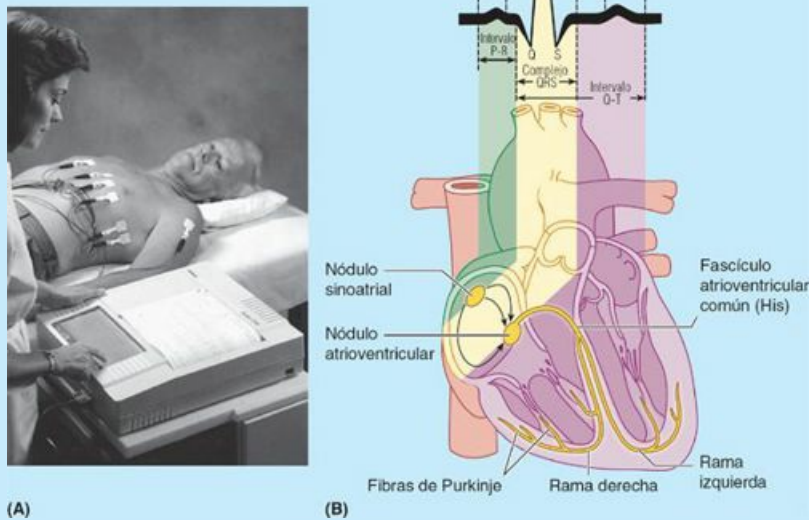 Intervalo
P-R
Q S
Complejo
QRS
Intervalo
Q-T
Nódulo
sinoatrial
Nódulo
atrioventricular
Fascículo
atrioventricular
común (His)
Fibras de Purkinje
Rama derecha
Rama
izquierda
(A)
(B)